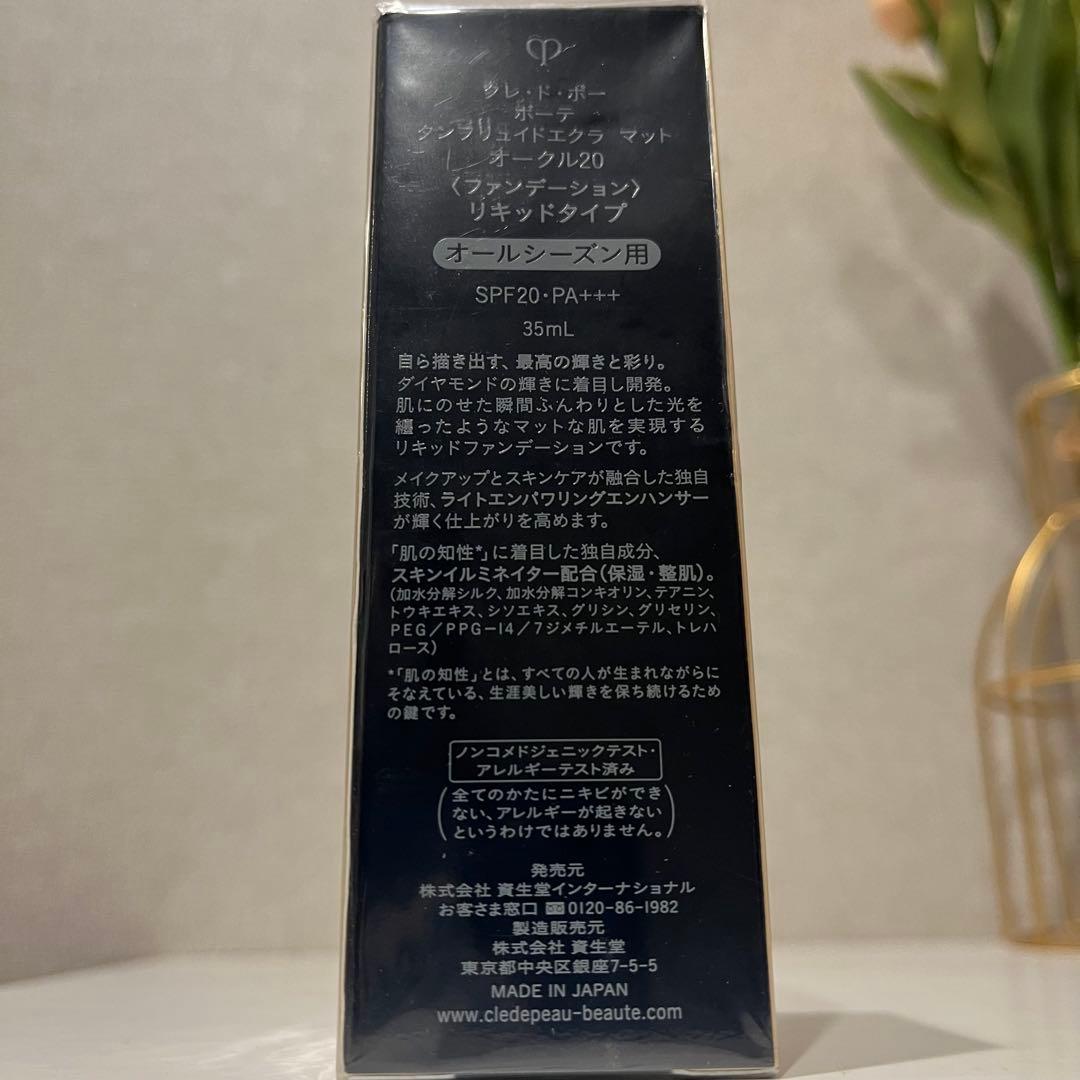 クレ・ド・ポー
ボーテ
タンフリュイドエクラ マット
オークル20
〈ファンデーション〉
リキッドタイプ
オールシーズン用
SPF20・PA+++
35mL
自ら描き出す、最高の輝きと彩り。
ダイヤモンドの輝きに着目し開発。
肌にのせた瞬間ふんわりとした光を
纏ったようなマットな肌を実現する
リキッドファンデーションです。
メイクアップとスキンケアが融合した独自
技術、ライトエンパワリングエンハンサー
が輝く仕上がりを高めます。
「肌の知性*」に着目した独自成分、
スキンイルミネイター配合(保湿・整肌)。
(加水分解シルク、加水分解コンキオリン、テアニン、
トウキエキス、シソエキス、グリシン、グリセリン、
PEG/PPG-14/7ジメチルエーテル、トレハ
ロース)
*「肌の知性」とは、すべての人が生まれながらに
そなえている、生涯美しい輝きを保ち続けるため
の鍵です。
ノンコメドジェニックテスト・
アレルギーテスト済み
(全てのかたにニキビができ
ない、アレルギーが起きない
というわけではありません。)
発売元
株式会社 資生堂インターナショナル
お客さま窓口 0120-86-1982
製造販売元
株式会社 資生堂
東京都中央区銀座7-5-5
MADE IN JAPAN
www.cledepeau-beaute.com